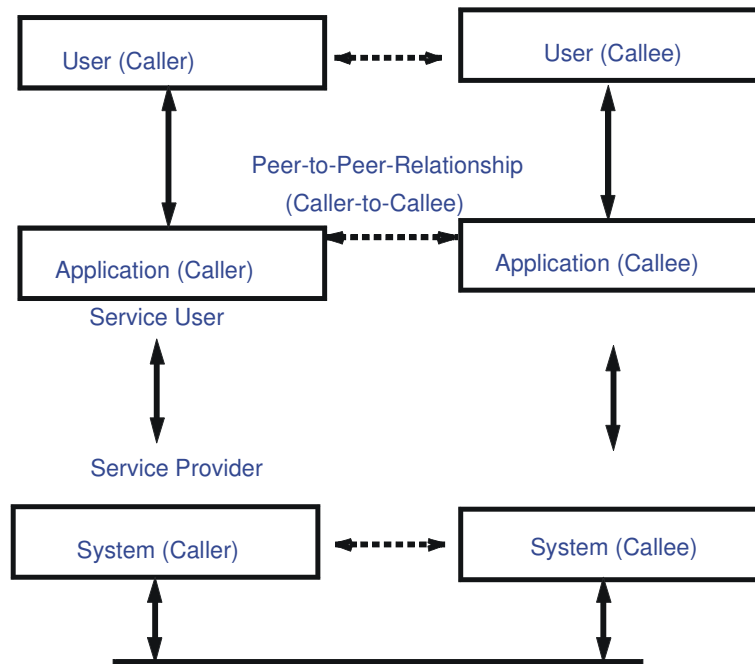 User (Caller)
User (Callee)
Peer-to-Peer-Relationship
(Caller-to-Callee)
Application (Caller)
Application (Callee)
Service User
Service Provider
System (Caller)
System (Callee)